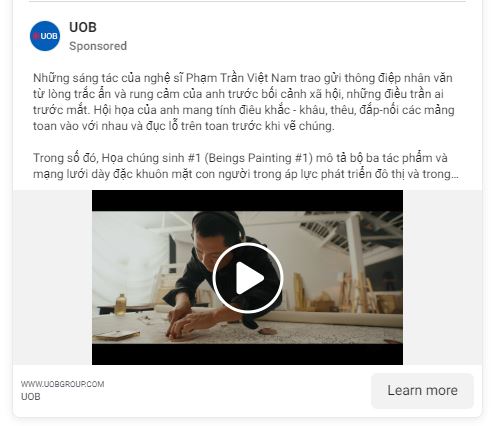 UOB
UOB
Sponsored
Những sáng tác của nghệ sĩ Phạm Trần Việt Nam trao gửi thông điệp nhân văn
từ lòng trắc ẩn và rung cảm của anh trước bối cảnh xã hội, những điều trần ai
trước mắt. Hội họa của anh mang tính điêu khắc - khâu, thêu, đắp-nối các mảng
toan vào với nhau và đục lỗ trên toan trước khi vẽ chúng.
Trong số đó, Họa chúng sinh #1 (Beings Painting #1) mô tả bộ ba tác phẩm và
mạng lưới dày đặc khuôn mặt con người trong áp lực phát triển đô thị và trong...
WWW.UOBGROUP.COM
UOB
Learn more